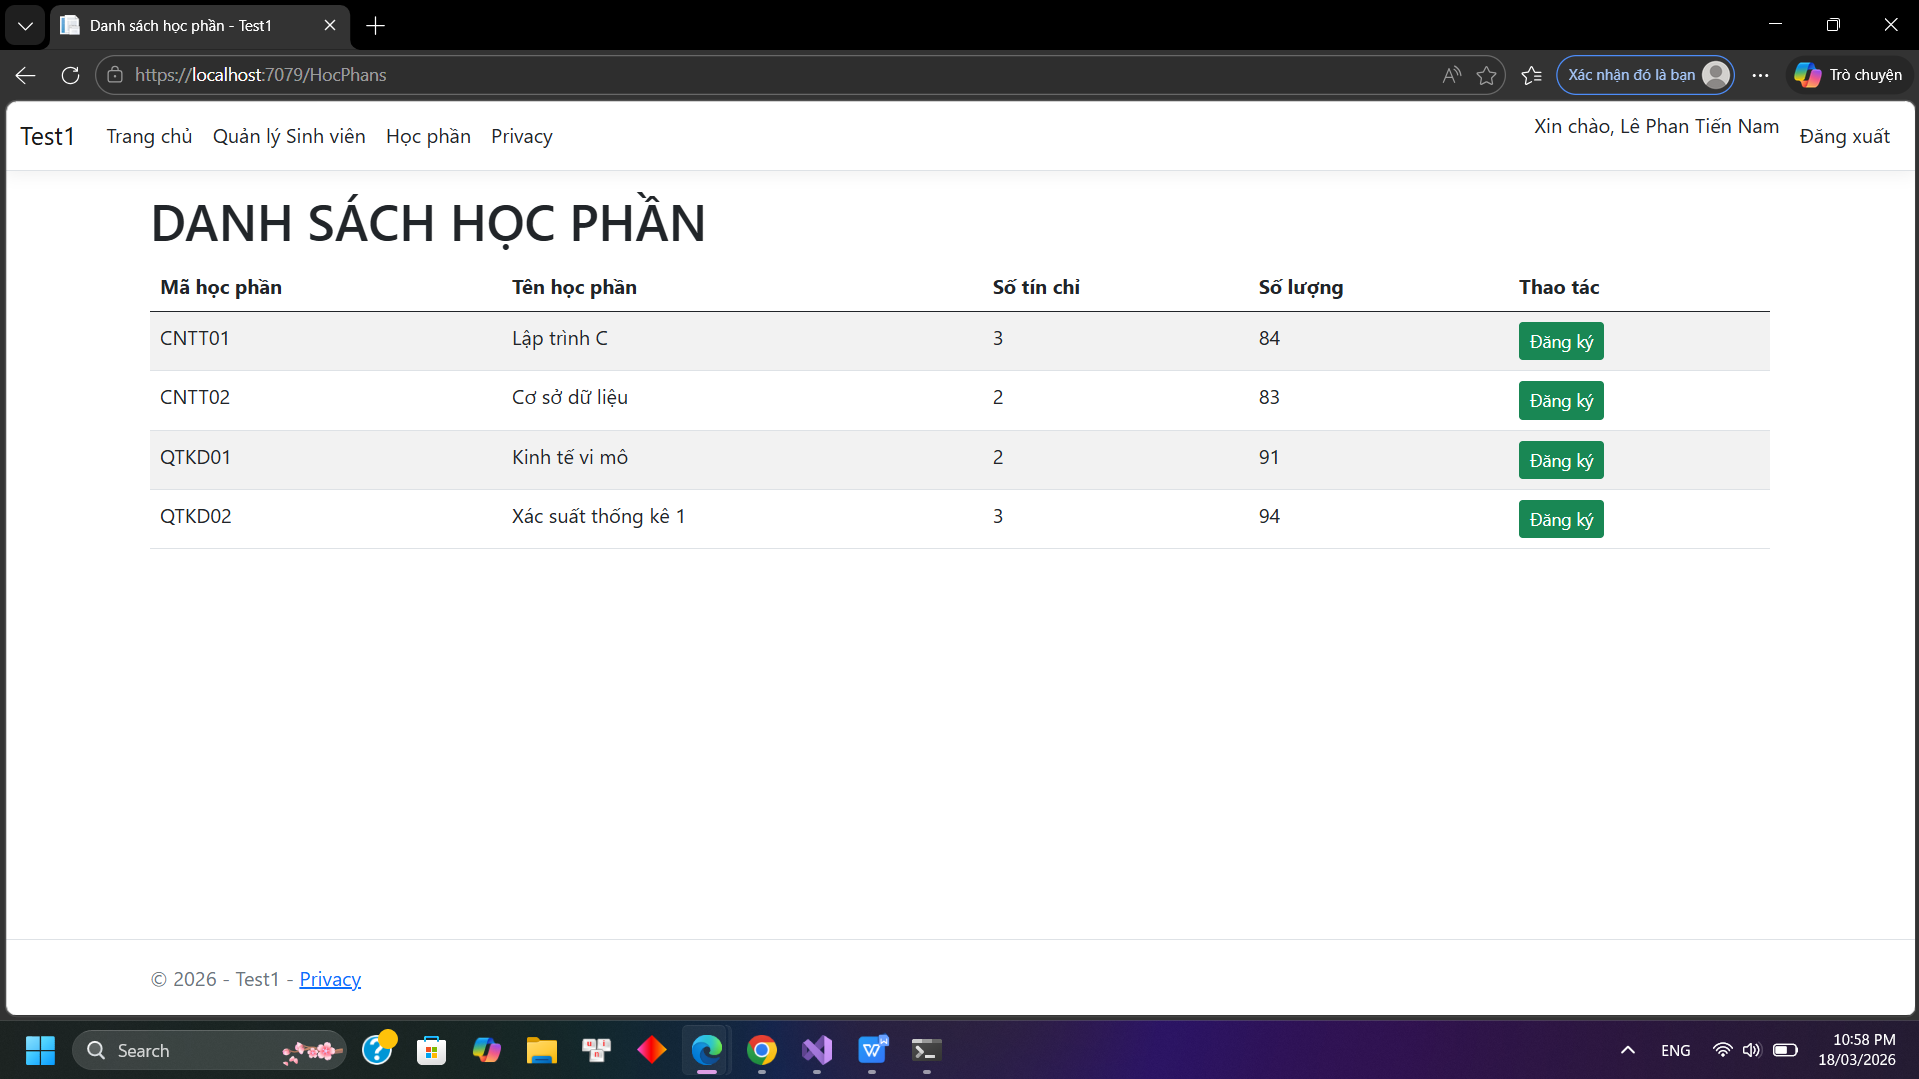 Danh sách học phần - Test1
https://localhost:7079/HocPhans
Xác nhận đó là bạn
Trò chuyện
Test1 Trang chủ Quản lý Sinh viên Học phần Privacy Xin chào, Lê Phan Tiến Nam Đăng xuất
DANH SÁCH HỌC PHẦN
Mã học phần Tên học phần Số tín chỉ Số lượng Thao tác
CNTT01 Lập trình C 3 84 Đăng ký
CNTT02 Cơ sở dữ liệu 2 83 Đăng ký
QTKD01 Kinh tế vi mô 2 91 Đăng ký
QTKD02 Xác suất thống kê 1 3 94 Đăng ký
© 2026 - Test1 - Privacy
Search
ENG
10:58 PM
18/03/2026